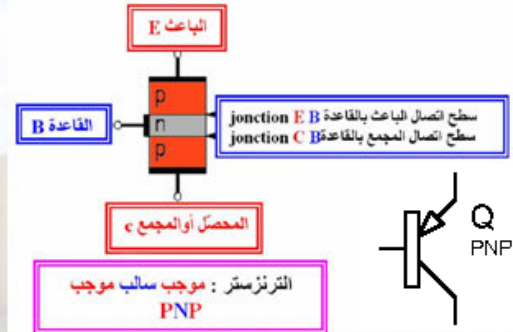 الباعث E
p
n
p
القاعدة B
سطح اتصال الباعث بالقاعدة jonction E B
سطح اتصال المجمع بالقاعدة jonction C B
المحصل أوالمجمع c
Q
PNP
الترنزستر : موجب سالب موجب
PNP